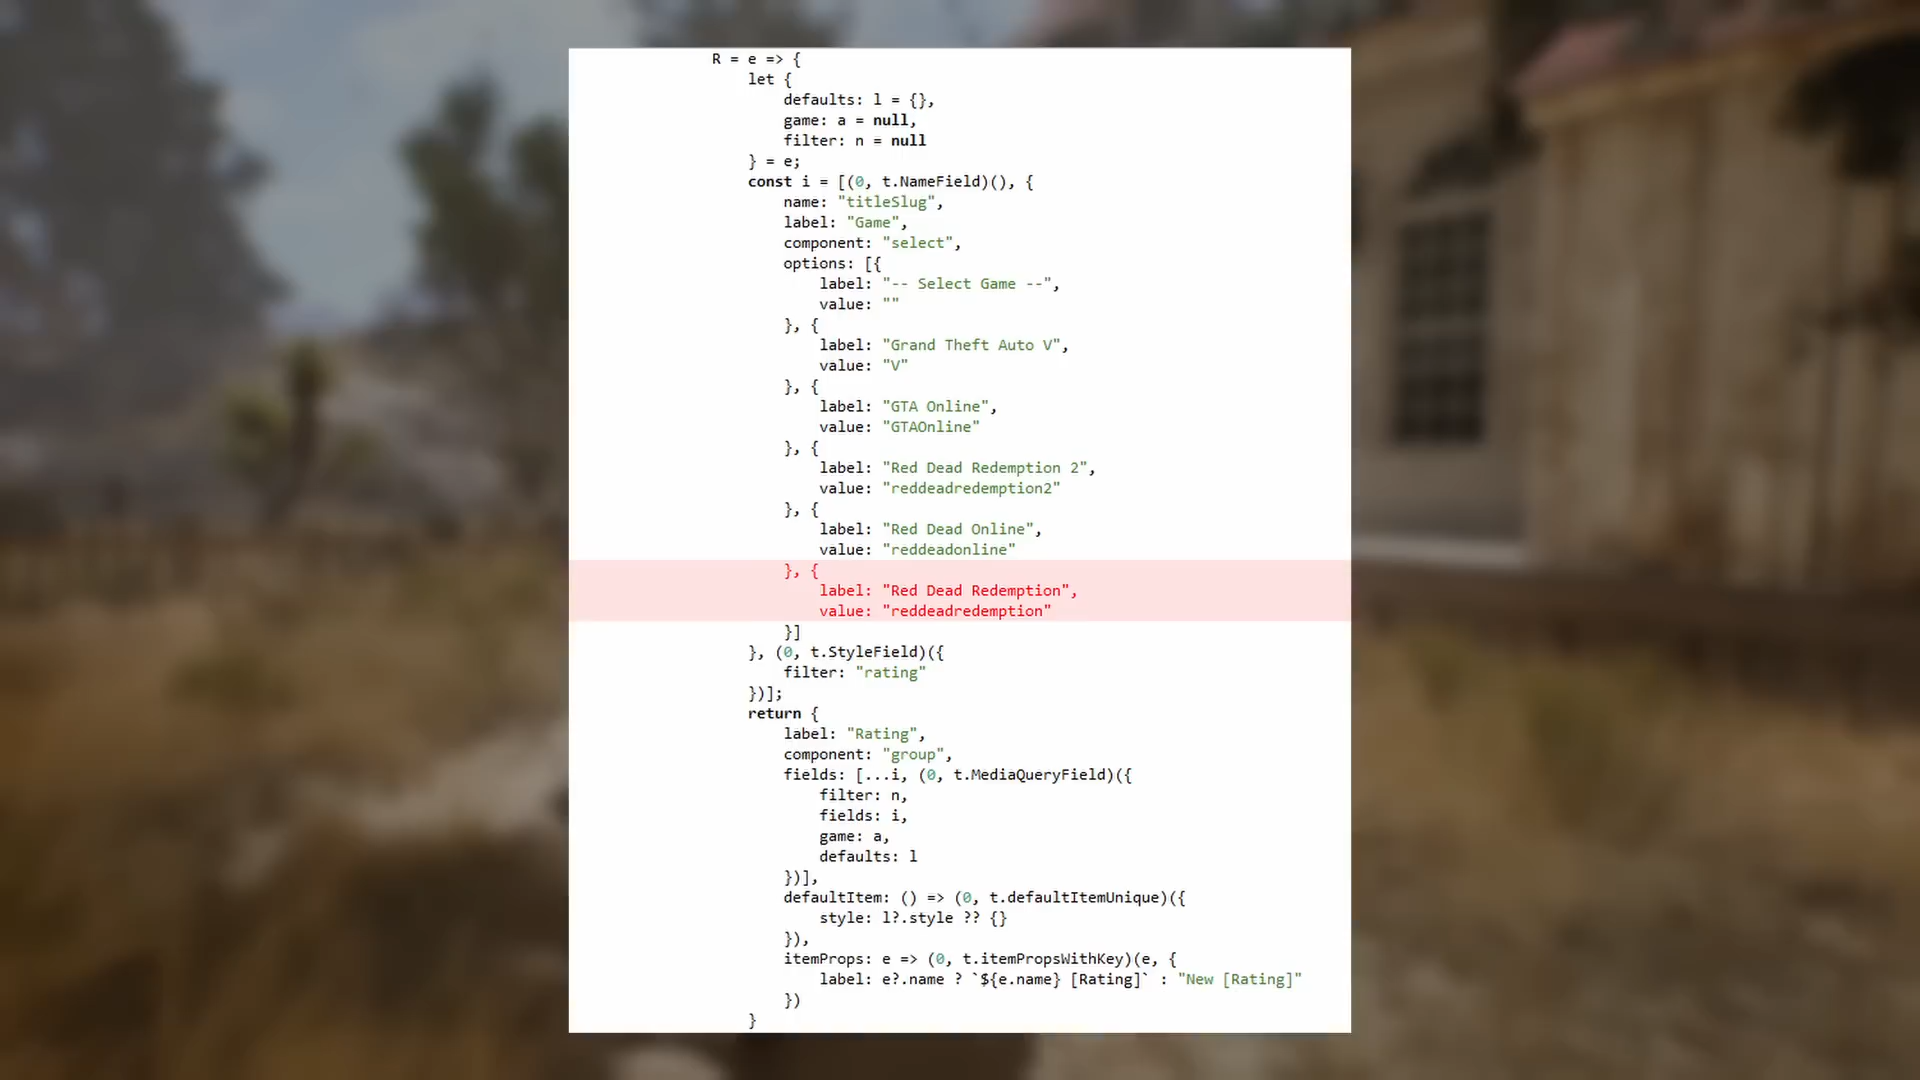 R = e => {
let {
defaults: l = {},
game: a = null,
filter: n = null
} = e;
const i = [(0, t.NameField)(), {
name: "titleSlug",
label: "Game",
component: "select",
options: [{
label: "-- Select Game --",
value: ""
}, {
label: "Grand Theft Auto V",
value: "V"
}, {
label: "GTA Online",
value: "GTAOnline"
}, {
label: "Red Dead Redemption 2",
value: "reddeadredemption2"
}, {
label: "Red Dead Online",
value: "reddeadonline"
}, {
label: "Red Dead Redemption",
value: "reddeadredemption"
}]
}, (0, t.StyleField)({
filter: "rating"
})];
return {
label: "Rating",
component: "group",
fields: [...i, (0, t.MediaQueryField)({
filter: n,
fields: i,
game: a,
defaults: l
})],
defaultItem: () => (0, t.defaultItemUnique)({
style: l?.style ?? {}
}),
itemProps: e => (0, t.itemPropsWithKey)(e, {
label: e?.name ? `${e.name} [Rating]` : "New [Rating]"
})
}